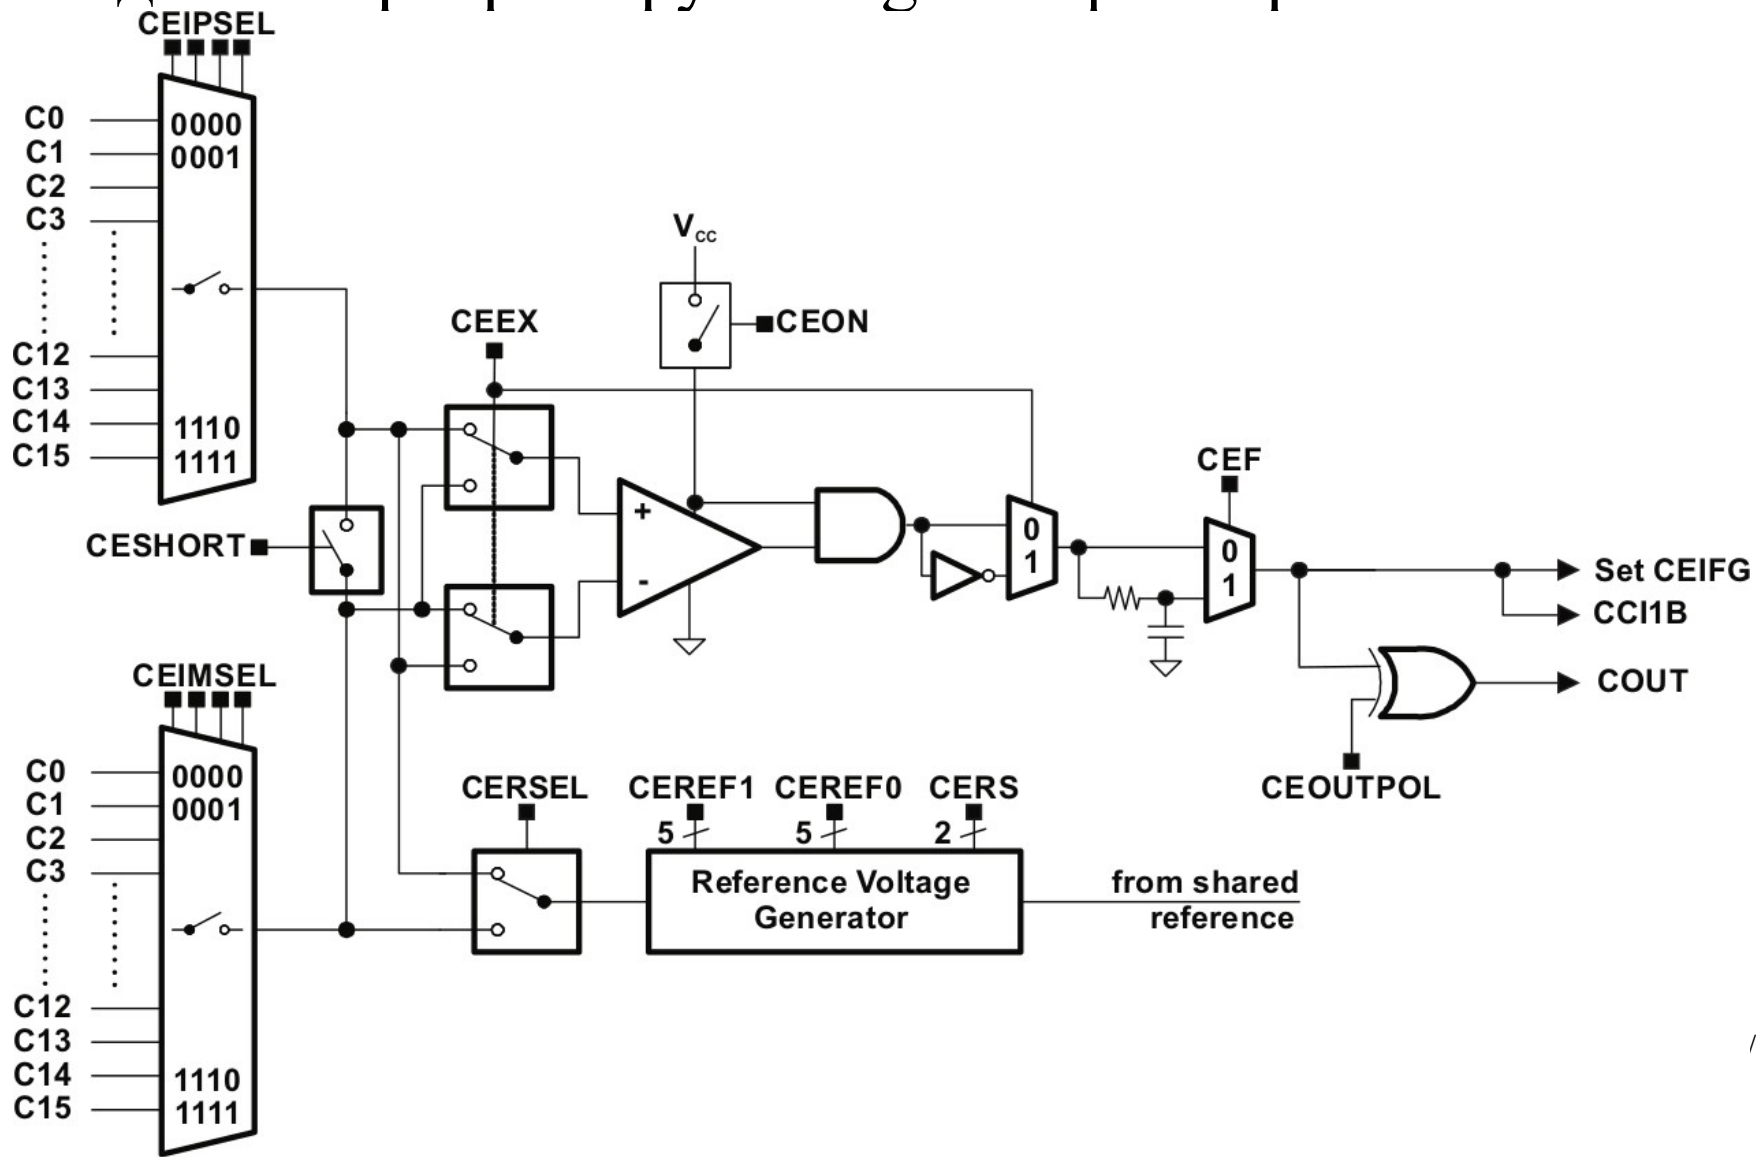 CEIPSEL
C0 0000
C1 0001
C2
C3
C12
C13
C14 1110
C15 1111
VCC
CEON
CEEX
CESHORT
+
-
0
1
CEF
0
1
Set CEIFG
CCI1B
COUT
CEOUTPOL
CEIMSEL
C0 0000
C1 0001
C2
C3
C12
C13
C14 1110
C15 1111
CERSEL
CEREF1 CEREF0 CERS
5 5 2
Reference Voltage
Generator
from shared
reference